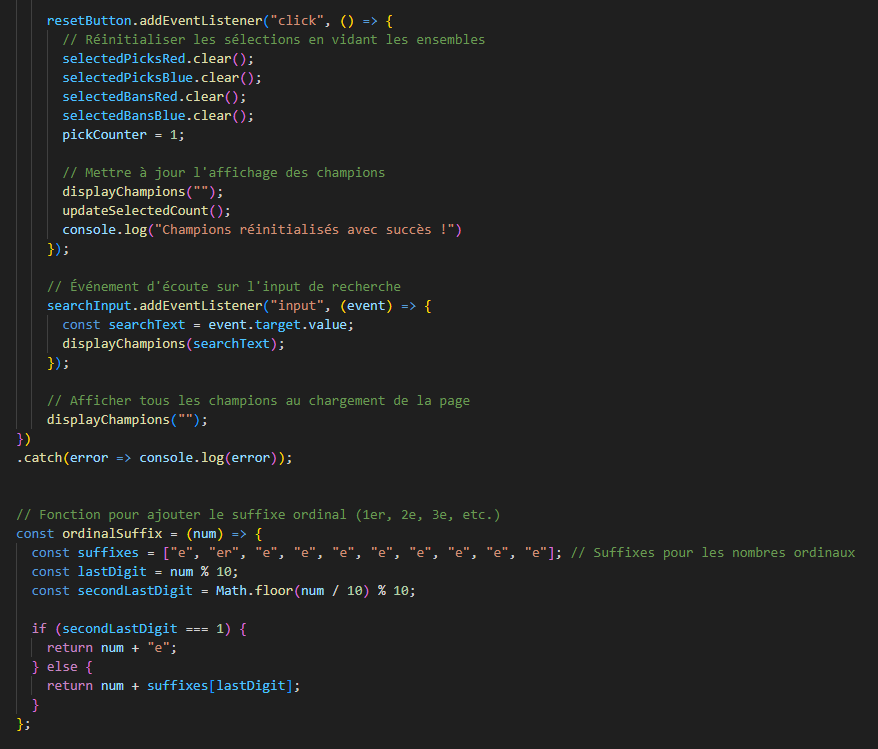 resetButton.addEventListener("click", () => {
// Réinitialiser les sélections en vidant les ensembles
selectedPicksRed.clear();
selectedPicksBlue.clear();
selectedBansRed.clear();
selectedBansBlue.clear();
pickCounter = 1;
// Mettre à jour l'affichage des champions
displayChampions("");
updateSelectedCount();
console.log("Champions réinitialisés avec succès !")
});
// Événement d'écoute sur l'input de recherche
searchInput.addEventListener("input", (event) => {
const searchText = event.target.value;
displayChampions(searchText);
});
// Afficher tous les champions au chargement de la page
displayChampions("");
})
.catch(error => console.log(error));
// Fonction pour ajouter le suffixe ordinal (1er, 2e, 3e, etc.)
const ordinalSuffix = (num) => {
const suffixes = ["e", "er", "e", "e", "e", "e", "e", "e", "e", "e"]; // Suffixes pour les nombres ordinaux
const lastDigit = num % 10;
const secondLastDigit = Math.floor(num / 10) % 10;
if (secondLastDigit === 1) {
return num + "e";
} else {
return num + suffixes[lastDigit];
}
};